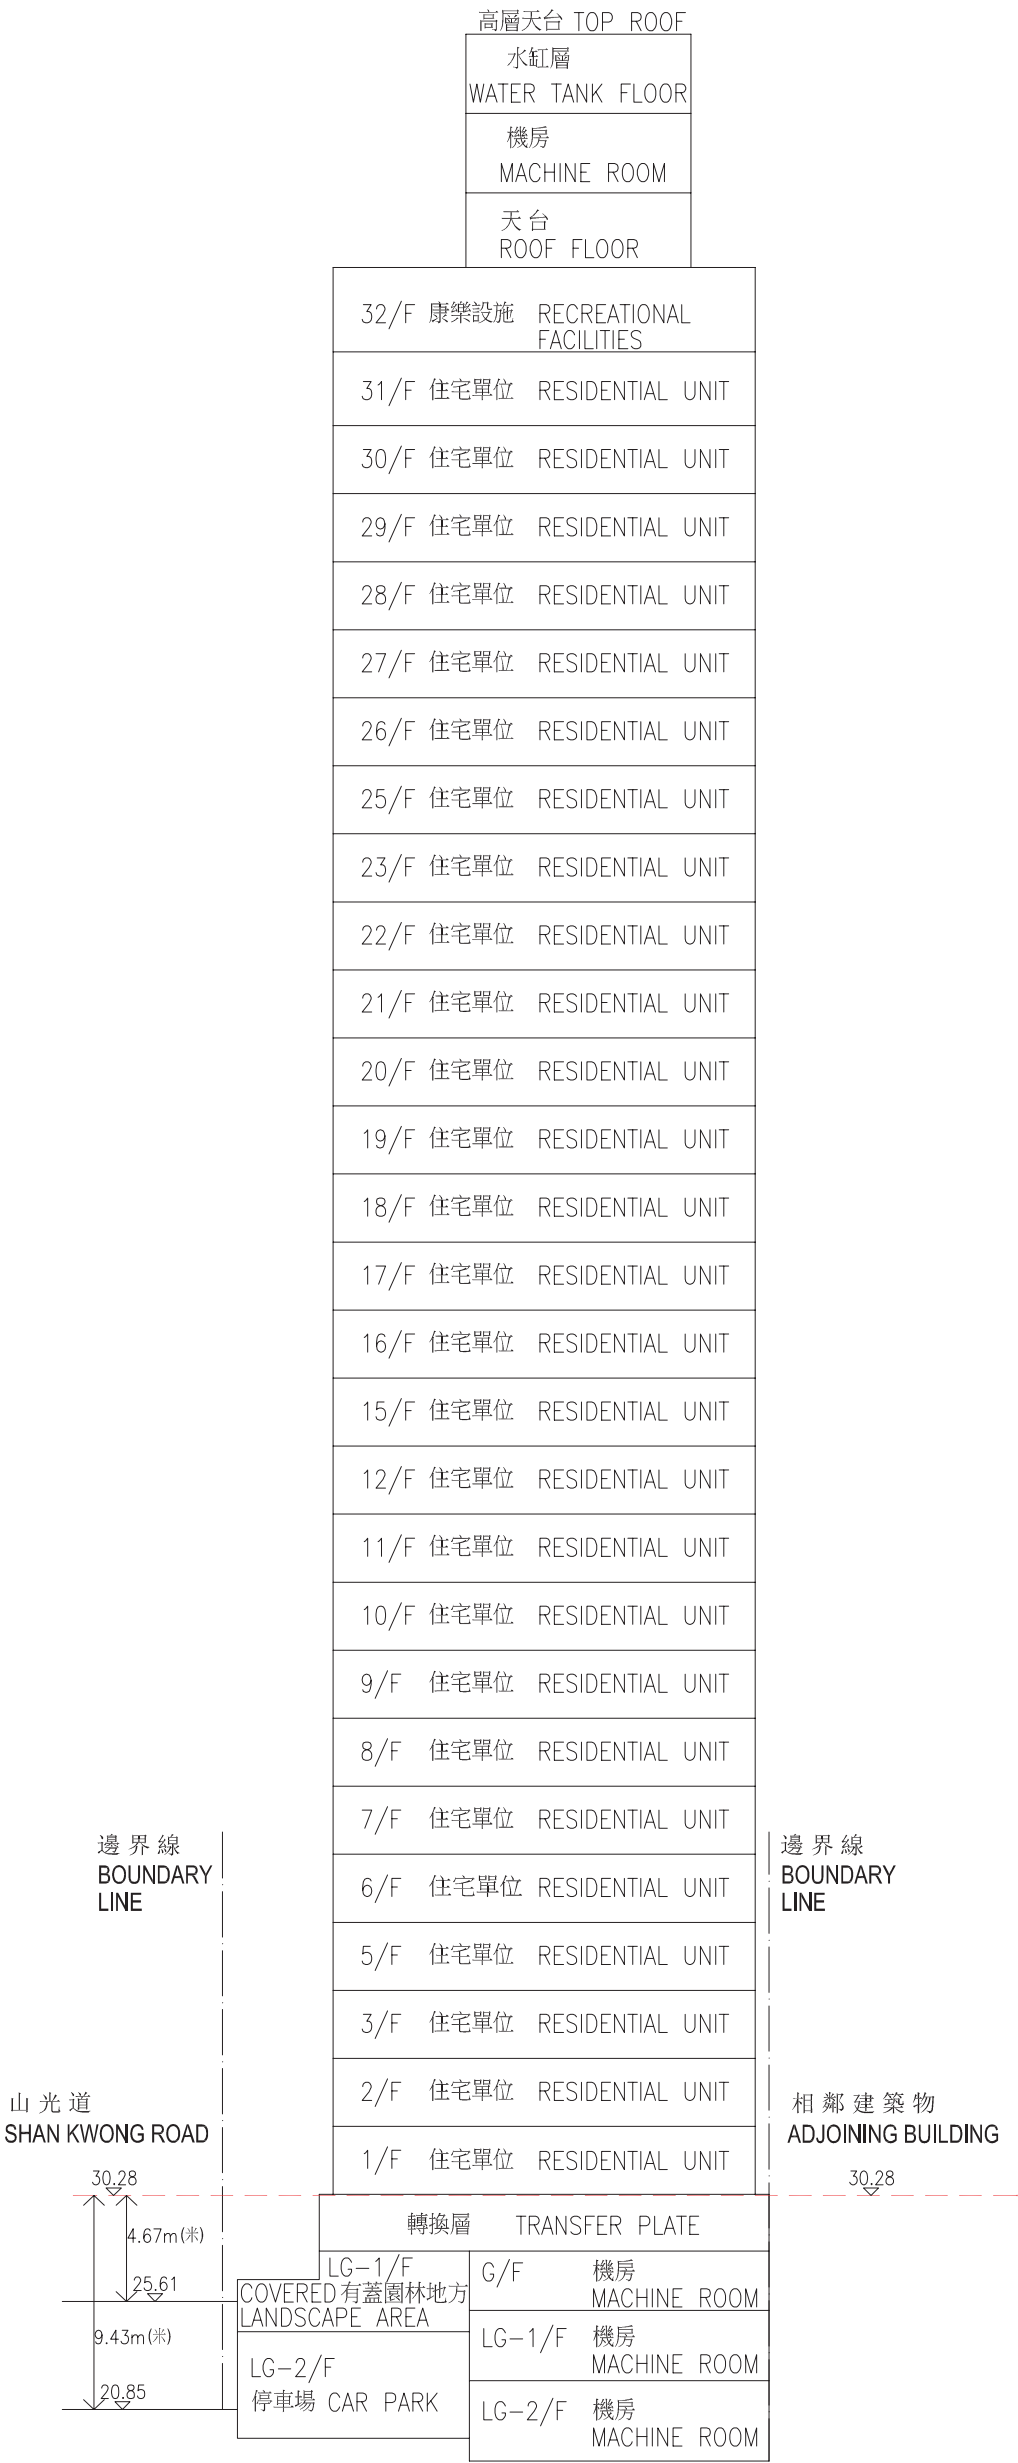 高層天台 TOP ROOF
水缸層
WATER TANK FLOOR
機房
MACHINE ROOM
天台
ROOF FLOOR
32/F 康樂設施 RECREATIONAL
FACILITIES
31/F 住宅單位 RESIDENTIAL UNIT
30/F 住宅單位 RESIDENTIAL UNIT
29/F 住宅單位 RESIDENTIAL UNIT
28/F 住宅單位 RESIDENTIAL UNIT
27/F 住宅單位 RESIDENTIAL UNIT
26/F 住宅單位 RESIDENTIAL UNIT
25/F 住宅單位 RESIDENTIAL UNIT
23/F 住宅單位 RESIDENTIAL UNIT
22/F 住宅單位 RESIDENTIAL UNIT
21/F 住宅單位 RESIDENTIAL UNIT
20/F 住宅單位 RESIDENTIAL UNIT
19/F 住宅單位 RESIDENTIAL UNIT
18/F 住宅單位 RESIDENTIAL UNIT
17/F 住宅單位 RESIDENTIAL UNIT
16/F 住宅單位 RESIDENTIAL UNIT
15/F 住宅單位 RESIDENTIAL UNIT
12/F 住宅單位 RESIDENTIAL UNIT
11/F 住宅單位 RESIDENTIAL UNIT
10/F 住宅單位 RESIDENTIAL UNIT
9/F 住宅單位 RESIDENTIAL UNIT
8/F 住宅單位 RESIDENTIAL UNIT
7/F 住宅單位 RESIDENTIAL UNIT
邊界線
BOUNDARY
LINE
邊界線
BOUNDARY
LINE
6/F 住宅單位 RESIDENTIAL UNIT
5/F 住宅單位 RESIDENTIAL UNIT
3/F 住宅單位 RESIDENTIAL UNIT
2/F 住宅單位 RESIDENTIAL UNIT
山光道
SHAN KWONG ROAD
相鄰建築物
ADJOINING BUILDING
1/F 住宅單位 RESIDENTIAL UNIT
30.28
30.28
轉換層 TRANSFER PLATE
4.67m(米)
25.61
9.43m(米)
20.85
LG-1/F
COVERED 有蓋園林地方
LANDSCAPE AREA
G/F 機房
MACHINE ROOM
LG-1/F 機房
MACHINE ROOM
LG-2/F
停車場 CAR PARK
LG-2/F 機房
MACHINE ROOM